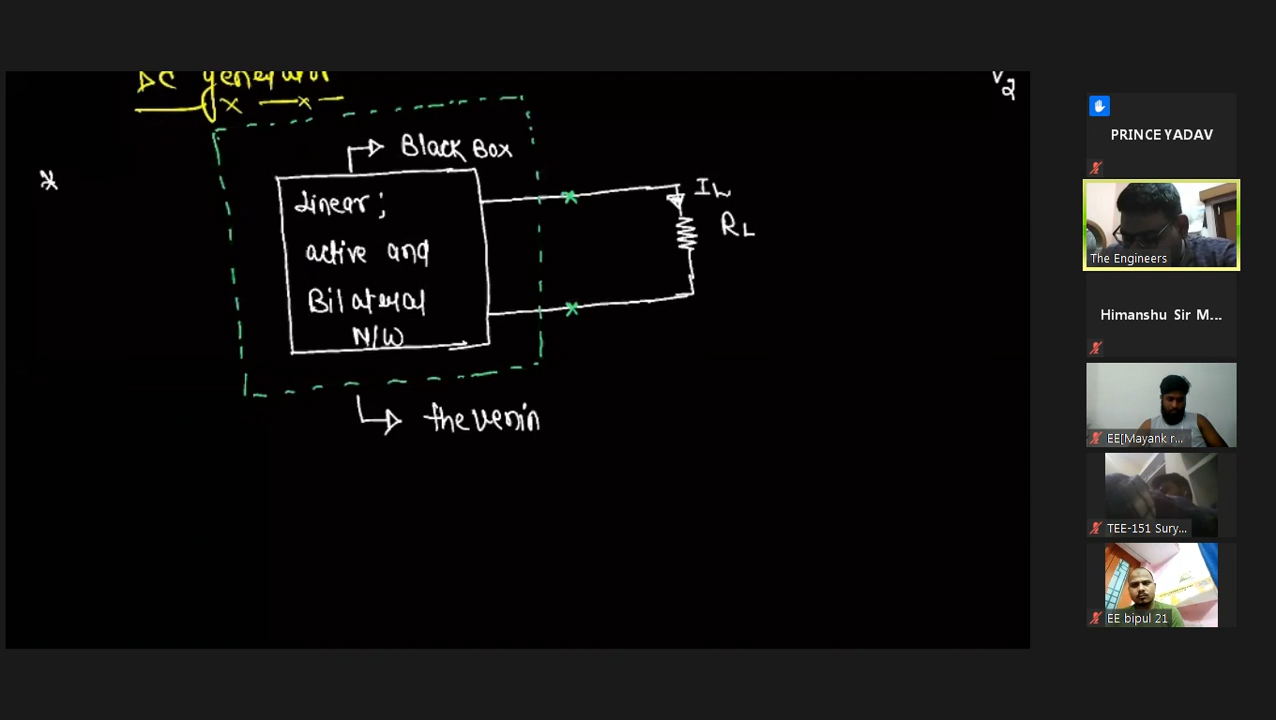 DC generator
V2
Black Box
Linear;
active and
Bilateral
N/W
IL
RL
thevenin
PRINCE YADAV
The Engineers
Himanshu Sir M...
EE[Mayank r...
TEE-151 Sury...
EE bipul 21